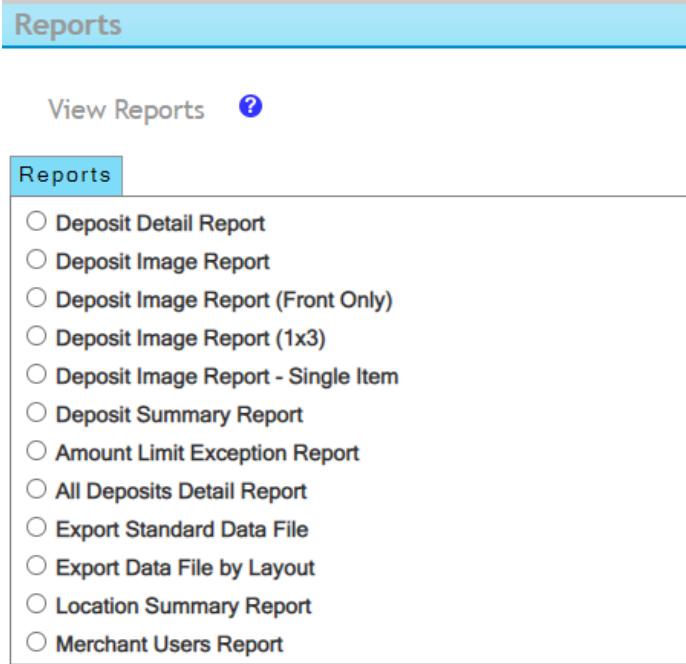 Reports
View Reports ?
Reports
Deposit Detail Report
Deposit Image Report
Deposit Image Report (Front Only)
Deposit Image Report (1x3)
Deposit Image Report - Single Item
Deposit Summary Report
Amount Limit Exception Report
All Deposits Detail Report
Export Standard Data File
Export Data File by Layout
Location Summary Report
Merchant Users Report